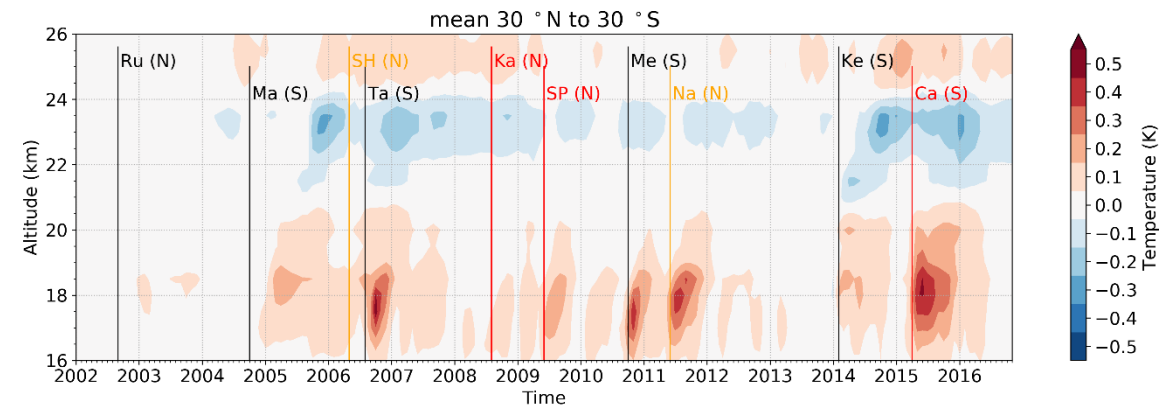 mean 30 °N to 30 °S
26
24
22
20
18
16
Altitude (km)
Ru (N)
SH (N)
Ka (N)
Me (S)
Ke (S)
Ma (S)
Ta (S)
SP (N)
Na (N)
Ca (S)
2002 2003 2004 2005 2006 2007 2008 2009 2010 2011 2012 2013 2014 2015 2016
Time
0.5
0.4
0.3
0.2
0.1
0.0
−0.1
−0.2
−0.3
−0.4
−0.5
Temperature (K)